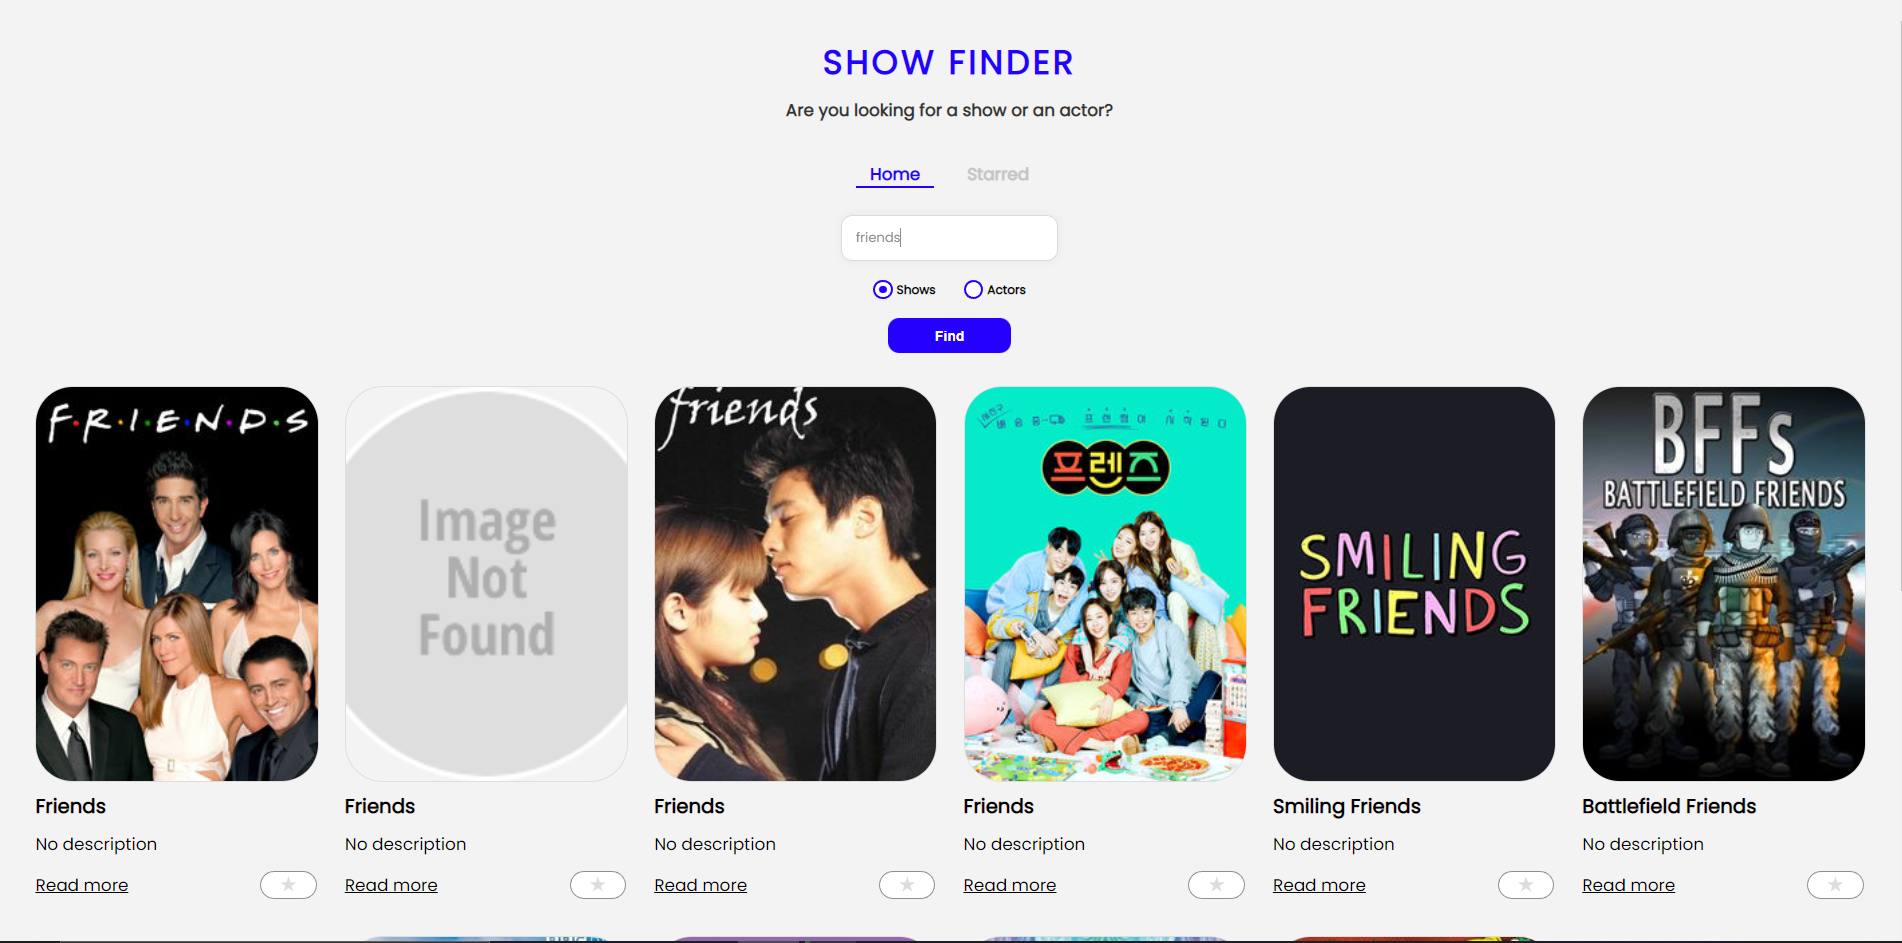 SHOW FINDER
Are you looking for a show or an actor?
Home Starred
friends
Shows Actors
Find
F·R·I·E·N·D·S
Image
Not
Found
friends
프렌즈
SMILING
FRIENDS
BFFs
BATTLEFIELD FRIENDS
Friends
No description
Read more
Friends
No description
Read more
Friends
No description
Read more
Friends
No description
Read more
Smiling Friends
No description
Read more
Battlefield Friends
No description
Read more